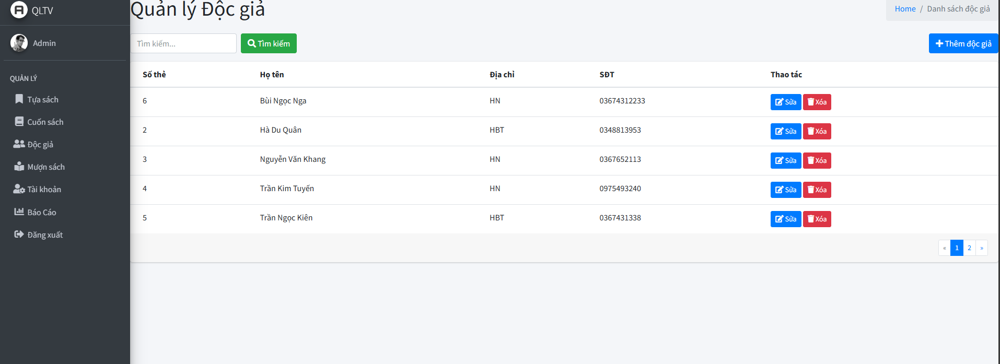 QLTV
Admin
QUẢN LÝ
Tựa sách
Cuốn sách
Độc giả
Mượn sách
Tài khoản
Báo Cáo
Đăng xuất
Quản lý Độc giả
Home / Danh sách độc giả
Tìm kiếm... Tìm kiếm
Thêm độc giả
Số thẻ Họ tên Địa chỉ SĐT Thao tác
6 Bùi Ngọc Nga HN 03674312233 Sửa Xóa
2 Hà Du Quân HBT 0348813953 Sửa Xóa
3 Nguyễn Văn Khang HN 0367652113 Sửa Xóa
4 Trần Kim Tuyến HN 0975493240 Sửa Xóa
5 Trần Ngọc Kiên HBT 0367431338 Sửa Xóa
« 1 2 »